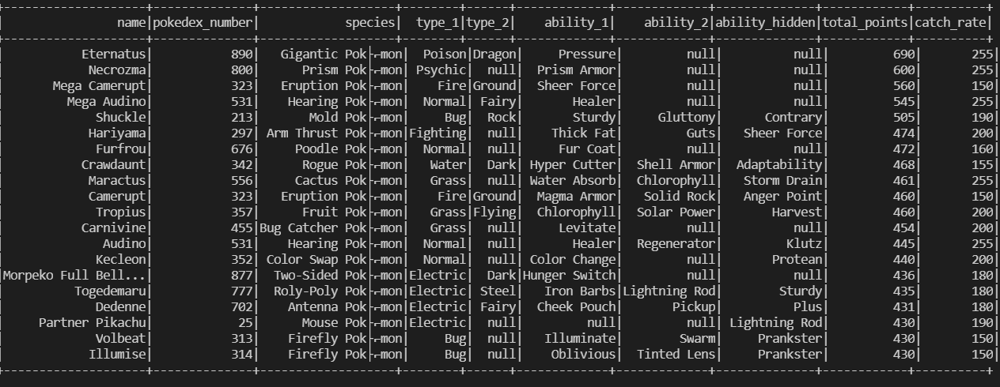 +------------------+--------------+------------------+--------+------+-------------+-------------+--------------+------------+----------+
|              name|pokedex_number|           species|  type_1|type_2|    ability_1|    ability_2|ability_hidden|total_points|catch_rate|
+------------------+--------------+------------------+--------+------+-------------+-------------+--------------+------------+----------+
|         Eternatus|           890| Gigantic Pok├⌐mon|  Poison|Dragon|     Pressure|         null|          null|         690|       255|
|          Necrozma|           800|    Prism Pok├⌐mon| Psychic|  null|  Prism Armor|         null|          null|         600|       255|
|     Mega Camerupt|           323| Eruption Pok├⌐mon|    Fire|Ground|  Sheer Force|         null|          null|         560|       150|
|       Mega Audino|           531|  Hearing Pok├⌐mon|  Normal| Fairy|       Healer|         null|          null|         545|       255|
|           Shuckle|           213|     Mold Pok├⌐mon|     Bug|  Rock|       Sturdy|     Gluttony|      Contrary|         505|       190|
|          Hariyama|           297|Arm Thrust Pok├⌐mon|Fighting|  null|    Thick Fat|         Guts|   Sheer Force|         474|       200|
|           Furfrou|           676|   Poodle Pok├⌐mon|  Normal|  null|     Fur Coat|         null|          null|         472|       160|
|         Crawdaunt|           342|    Rogue Pok├⌐mon|   Water|  Dark| Hyper Cutter|  Shell Armor|  Adaptability|         468|       155|
|          Maractus|           556|   Cactus Pok├⌐mon|   Grass|  null| Water Absorb|  Chlorophyll|   Storm Drain|         461|       255|
|          Camerupt|           323| Eruption Pok├⌐mon|    Fire|Ground|  Magma Armor|   Solid Rock|   Anger Point|         460|       150|
|           Tropius|           357|    Fruit Pok├⌐mon|   Grass|Flying|  Chlorophyll|  Solar Power|       Harvest|         460|       200|
|         Carnivine|           455|Bug Catcher Pok├⌐mon|   Grass|  null|     Levitate|         null|          null|         454|       200|
|            Audino|           531|  Hearing Pok├⌐mon|  Normal|  null|       Healer|  Regenerator|         Klutz|         445|       255|
|           Kecleon|           352|Color Swap Pok├⌐mon|  Normal|  null| Color Change|         null|       Protean|         440|       200|
|Morpeko Full Bell...|           877|Two-Sided Pok├⌐mon|Electric|  Dark|Hunger Switch|         null|          null|         436|       180|
|        Togedemaru|           777|Roly-Poly Pok├⌐mon|Electric| Steel|   Iron Barbs|Lightning Rod|        Sturdy|         435|       180|
|           Dedenne|           702|  Antenna Pok├⌐mon|Electric| Fairy|  Cheek Pouch|       Pickup|          Plus|         431|       180|
|   Partner Pikachu|            25|    Mouse Pok├⌐mon|Electric|  null|         null|         null| Lightning Rod|         430|       190|
|           Volbeat|           313|  Firefly Pok├⌐mon|     Bug|  null|   Illuminate|        Swarm|     Prankster|         430|       150|
|          Illumise|           314|  Firefly Pok├⌐mon|     Bug|  null|    Oblivious|  Tinted Lens|     Prankster|         430|       150|
+------------------+--------------+------------------+--------+------+-------------+-------------+--------------+------------+----------+